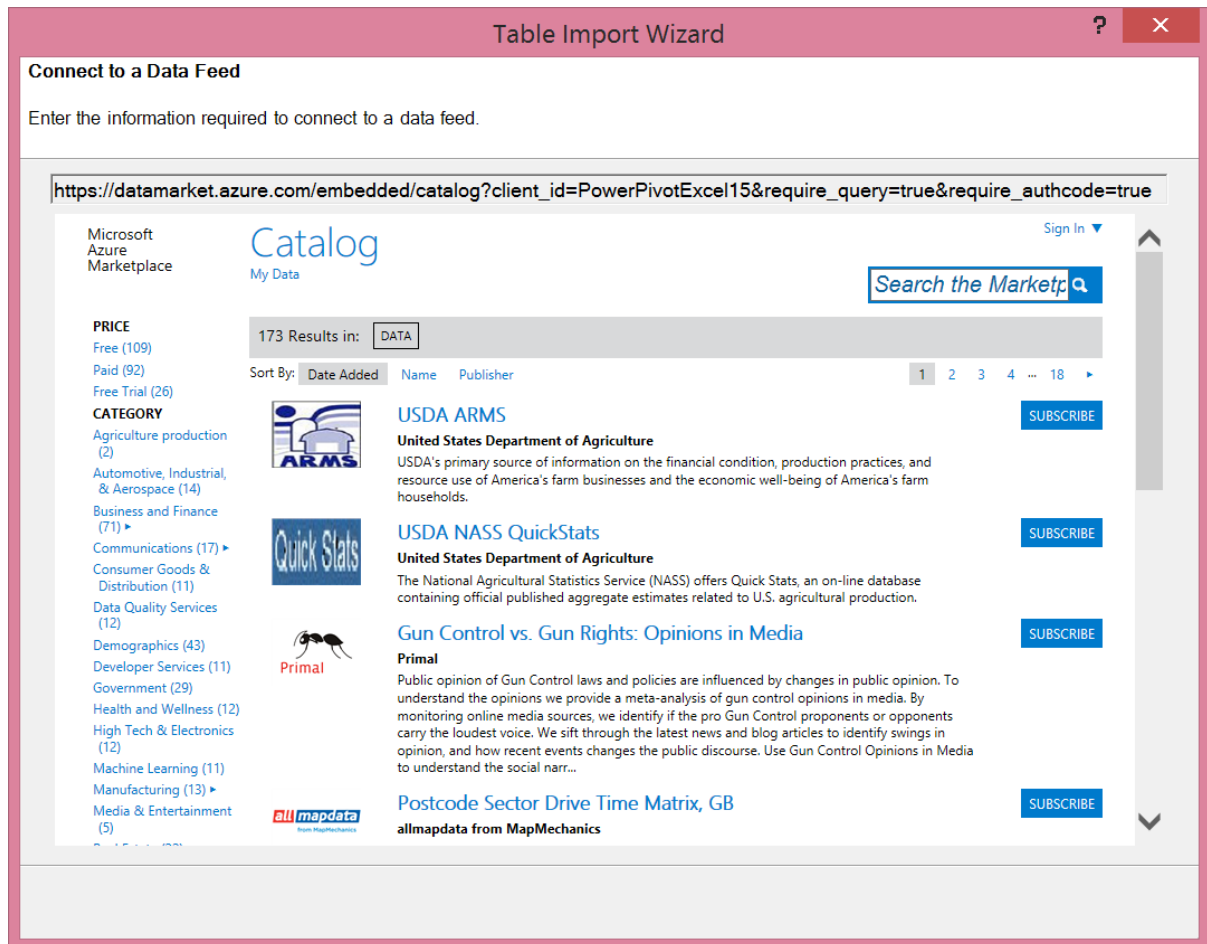 Table Import Wizard
?
Connect to a Data Feed
Enter the information required to connect to a data feed.
https://datamarket.azure.com/embedded/catalog?client_id=PowerPivotExcel15&require_query=true&require_authcode=true
Microsoft
Azure
Marketplace
Catalog
My Data
Sign In ▼
Search the Marketp
PRICE
Free (109)
Paid (92)
Free Trial (26)
CATEGORY
Agriculture production
(2)
Automotive, Industrial,
& Aerospace (14)
Business and Finance
(71) ▸
Communications (17) ▸
Consumer Goods &
Distribution (11)
Data Quality Services
(12)
Demographics (43)
Developer Services (11)
Government (29)
Health and Wellness (12)
High Tech & Electronics
(12)
Machine Learning (11)
Manufacturing (13) ▸
Media & Entertainment
(5)
173 Results in: DATA
Sort By: Date Added Name Publisher
1 2 3 4 ... 18 ▸
ARMS
USDA ARMS
SUBSCRIBE
United States Department of Agriculture
USDA's primary source of information on the financial condition, production practices, and
resource use of America's farm businesses and the economic well-being of America's farm
households.
Quick Stats
USDA NASS QuickStats
SUBSCRIBE
United States Department of Agriculture
The National Agricultural Statistics Service (NASS) offers Quick Stats, an on-line database
containing official published aggregate estimates related to U.S. agricultural production.
Primal
Gun Control vs. Gun Rights: Opinions in Media
SUBSCRIBE
Primal
Public opinion of Gun Control laws and policies are influenced by changes in public opinion. To
understand the opinions we provide a meta-analysis of gun control opinions in media. By
monitoring online media sources, we identify if the pro Gun Control proponents or opponents
carry the loudest voice. We sift through the latest news and blog articles to identify swings in
opinion, and how recent events changes the public discourse. Use Gun Control Opinions in Media
to understand the social narr...
all mapdata
from MapMechanics
Postcode Sector Drive Time Matrix, GB
SUBSCRIBE
allmapdata from MapMechanics